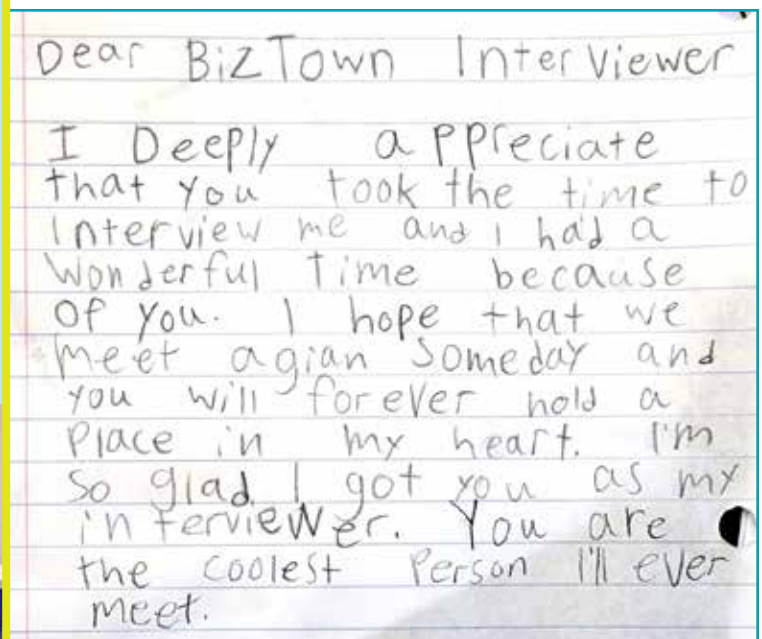 Dear BizTown Interviewer
I Deeply appreciate
that you took the time to
interview me and I had a
Wonderful Time because
Of you. I hope that we
meet agian Someday and
you will forever hold a
Place in my heart. I'm
So glad I got you as my
interviewer. You are
the coolest Person I'll ever
meet.